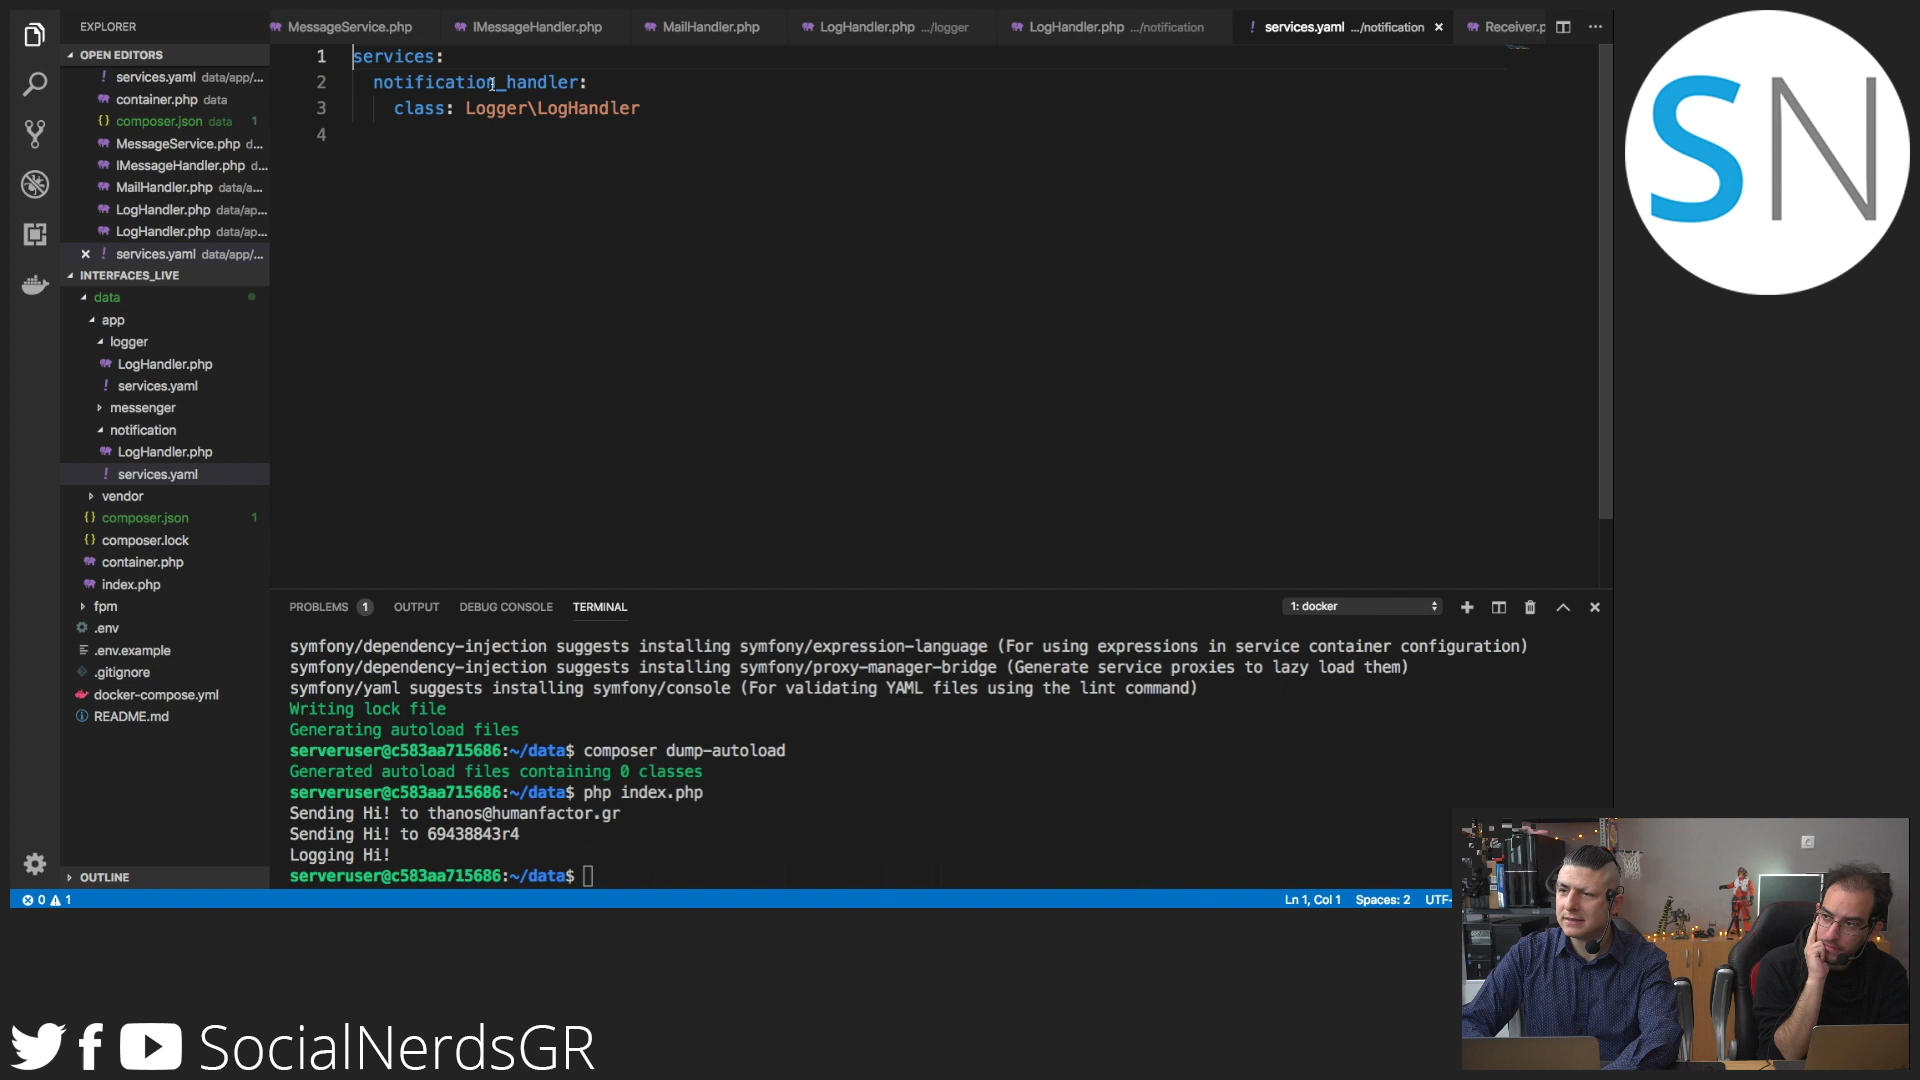 EXPLORER
OPEN EDITORS
services.yaml data/app/...
container.php data
{} composer.json data 1
MessageService.php d...
IMessageHandler.php d...
MailHandler.php data/a...
LogHandler.php data/ap...
LogHandler.php data/ap...
services.yaml data/app/...
INTERFACES_LIVE
data
app
logger
LogHandler.php
! services.yaml
messenger
notification
LogHandler.php
! services.yaml
vendor
{} composer.json 1
{} composer.lock
container.php
index.php
fpm
.env
.env.example
.gitignore
docker-compose.yml
README.md
OUTLINE
MessageService.php
IMessageHandler.php
MailHandler.php
LogHandler.php .../logger
LogHandler.php .../notification
! services.yaml .../notification
Receiver.p
1 services:
2 notification_handler:
3 class: Logger\LogHandler
4
PROBLEMS 1 OUTPUT DEBUG CONSOLE TERMINAL
1: docker
symfony/dependency-injection suggests installing symfony/expression-language (For using expressions in service container configuration)
symfony/dependency-injection suggests installing symfony/proxy-manager-bridge (Generate service proxies to lazy load them)
symfony/yaml suggests installing symfony/console (For validating YAML files using the lint command)
Writing lock file
Generating autoload files
serveruser@c583aa715686:~/data$ composer dump-autoload
Generated autoload files containing 0 classes
serveruser@c583aa715686:~/data$ php index.php
Sending Hi! to thanos@humanfactor.gr
Sending Hi! to 69438843r4
Logging Hi!
serveruser@c583aa715686:~/data$
0 1
Ln 1, Col 1 Spaces: 2 UTF-
SN
SocialNerdsGR